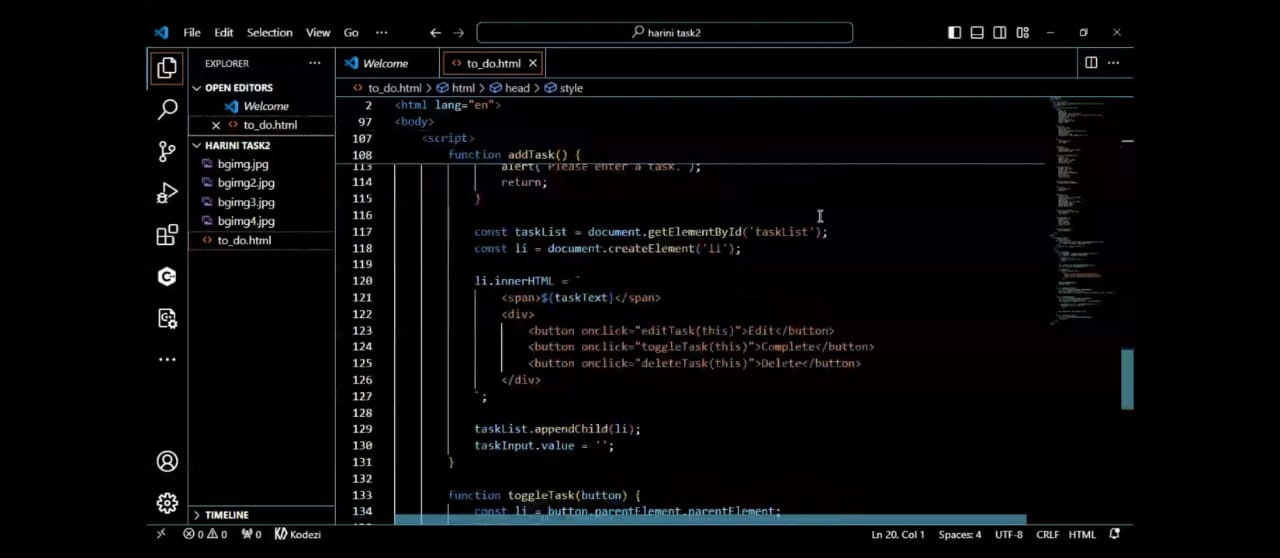 File Edit Selection View Go ··· harini task2
EXPLORER ···
Welcome
to_do.html
OPEN EDITORS
Welcome
to_do.html
HARINI TASK2
bgimg.jpg
bgimg2.jpg
bgimg3.jpg
bgimg4.jpg
to_do.html
TIMELINE
to_do.html > html > head > style
2 <html lang="en">
97 <body>
107 <script>
108 function addTask() {
113 alert('Please enter a task.');
114 return;
115 }
116
117 const taskList = document.getElementById('taskList');
118 const li = document.createElement('li');
119
120 li.innerHTML = `
121 <span>${taskText}</span>
122 <div>
123 <button onclick="editTask(this)">Edit</button>
124 <button onclick="toggleTask(this)">Complete</button>
125 <button onclick="deleteTask(this)">Delete</button>
126 </div>
127 `;
128
129 taskList.appendChild(li);
130 taskInput.value = '';
131 }
132
133 function toggleTask(button) {
134 const li = button.parentElement.parentElement;
0 0 0 Kodezi Ln 20, Col 1 Spaces: 4 UTF-8 CRLF HTML